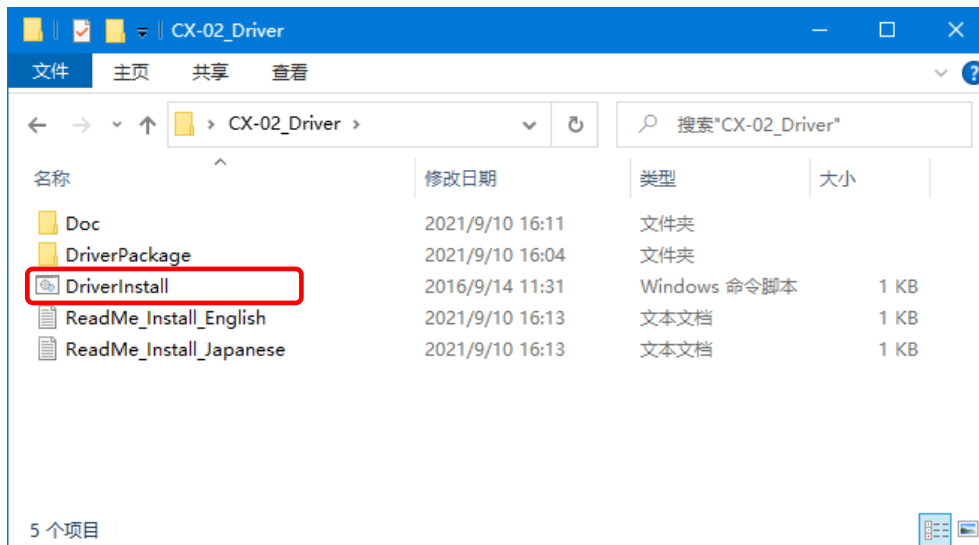 CX-02_Driver
文件 主页 共享 查看
CX-02_Driver 搜索"CX-02_Driver"
名称 修改日期 类型 大小
Doc 2021/9/10 16:11 文件夹
DriverPackage 2021/9/10 16:04 文件夹
DriverInstall 2016/9/14 11:31 Windows 命令脚本 1 KB
ReadMe_Install_English 2021/9/10 16:13 文本文档 1 KB
ReadMe_Install_Japanese 2021/9/10 16:13 文本文档 1 KB
5 个项目